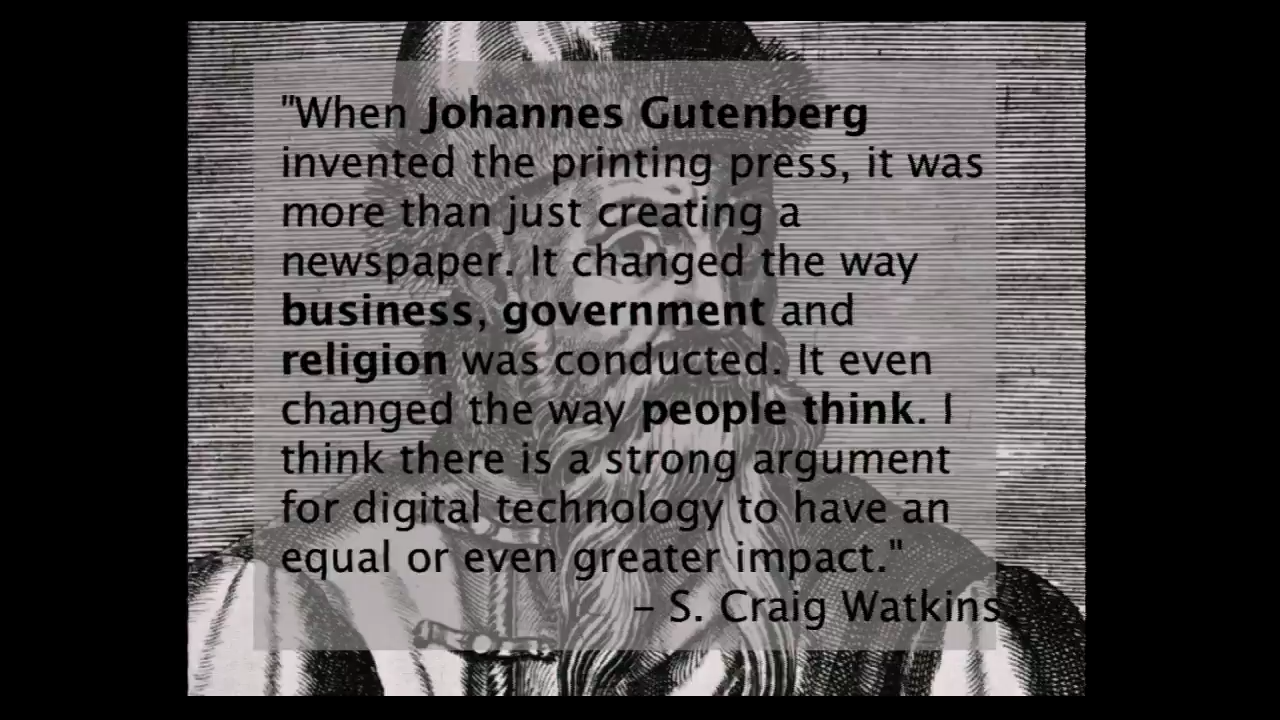 "When Johannes Gutenberg
invented the printing press, it was
more than just creating a
newspaper. It changed the way
business, government and
religion was conducted. It even
changed the way people think. I
think there is a strong argument
for digital technology to have an
equal or even greater impact."
– S. Craig Watkins